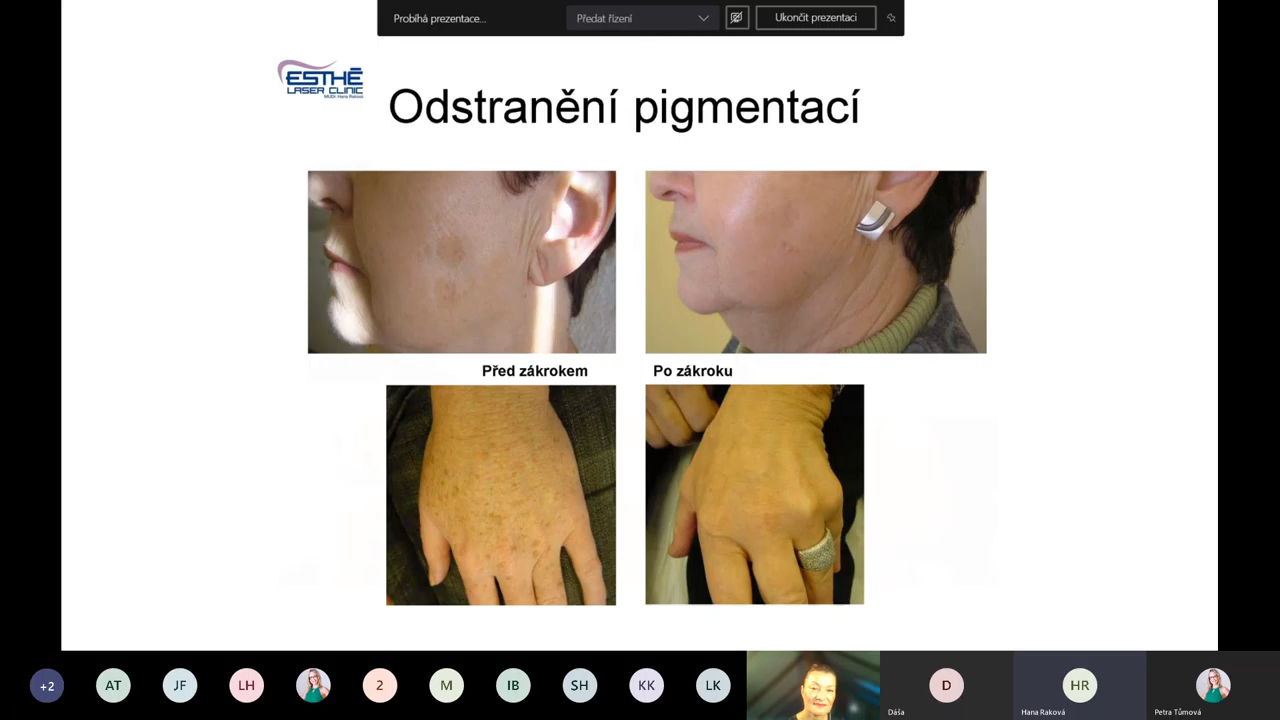 Probíhá prezentace...
Předat řízení
Ukončit prezentaci
ESTHÉ
LASER CLINIC
MUDr. Hana Raková
Odstranění pigmentací
Před zákrokem
Po zákroku
+2
AT
JF
LH
2
M
IB
SH
KK
LK
D
HR
Dáša
Hana Raková
Petra Tůmová